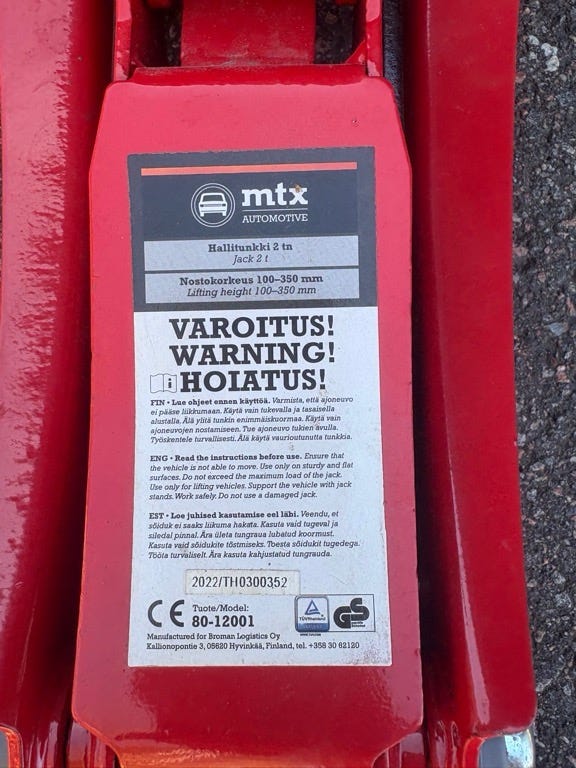 mtx
AUTOMOTIVE
Hallitunkki 2 tn
Jack 2 t
Nostokorkeus 100–350 mm
Lifting height 100–350 mm
VAROITUS!
WARNING!
HOIATUS!
FIN • Lue ohjeet ennen käyttöä. Varmista, että ajoneuvo
ei pääse liikkumaan. Käytä vain tukevalla ja tasaisella
alustalla. Älä ylitä tunkin enimmäiskuormaa. Käytä vain
ajoneuvojen nostamiseen. Tue ajoneuvo tukien avulla.
Työskentele turvallisesti. Älä käytä vaurioutunutta tunkkia.
ENG • Read the instructions before use. Ensure that
the vehicle is not able to move. Use only on sturdy and flat
surfaces. Do not exceed the maximum load of the jack.
Use only for lifting vehicles. Support the vehicle with jack
stands. Work safely. Do not use a damaged jack.
EST • Loe juhised kasutamise eel läbi. Veendu, et
sõiduk ei saaks liikuma hakata. Kasuta vaid tugeval ja
siledal pinnal. Ära ületa tungraua lubatud koormust.
Kasuta vaid sõidukite tõstmiseks. Toesta sõidukit tugedega.
Tööta turvaliselt. Ära kasuta kahjustatud tungrauda.
2022/TH0300352
CE Tuote/Model:
80-12001
TÜVRheinland
GS
Manufactured for Broman Logistics Oy
Kallionopontie 3, 05620 Hyvinkää, Finland, tel. +358 30 62120